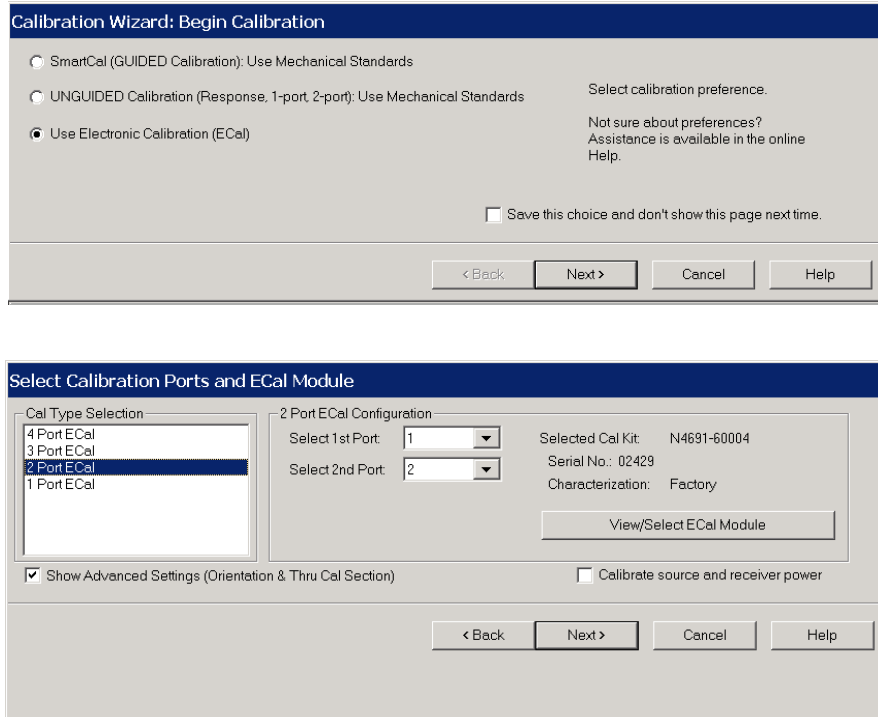 Calibration Wizard: Begin Calibration
SmartCal (GUIDED Calibration): Use Mechanical Standards
UNGUIDED Calibration (Response, 1-port, 2-port): Use Mechanical Standards
Use Electronic Calibration (ECal)
Select calibration preference.
Not sure about preferences?
Assistance is available in the online
Help.
Save this choice and don't show this page next time.
< Back
Next >
Cancel
Help
Select Calibration Ports and ECal Module
Cal Type Selection
4 Port ECal
3 Port ECal
2 Port ECal
1 Port ECal
2 Port ECal Configuration
Select 1st Port: 1
Select 2nd Port: 2
Selected Cal Kit: N4691-60004
Serial No.: 02429
Characterization: Factory
View/Select ECal Module
Show Advanced Settings (Orientation & Thru Cal Section)
Calibrate source and receiver power
< Back
Next >
Cancel
Help